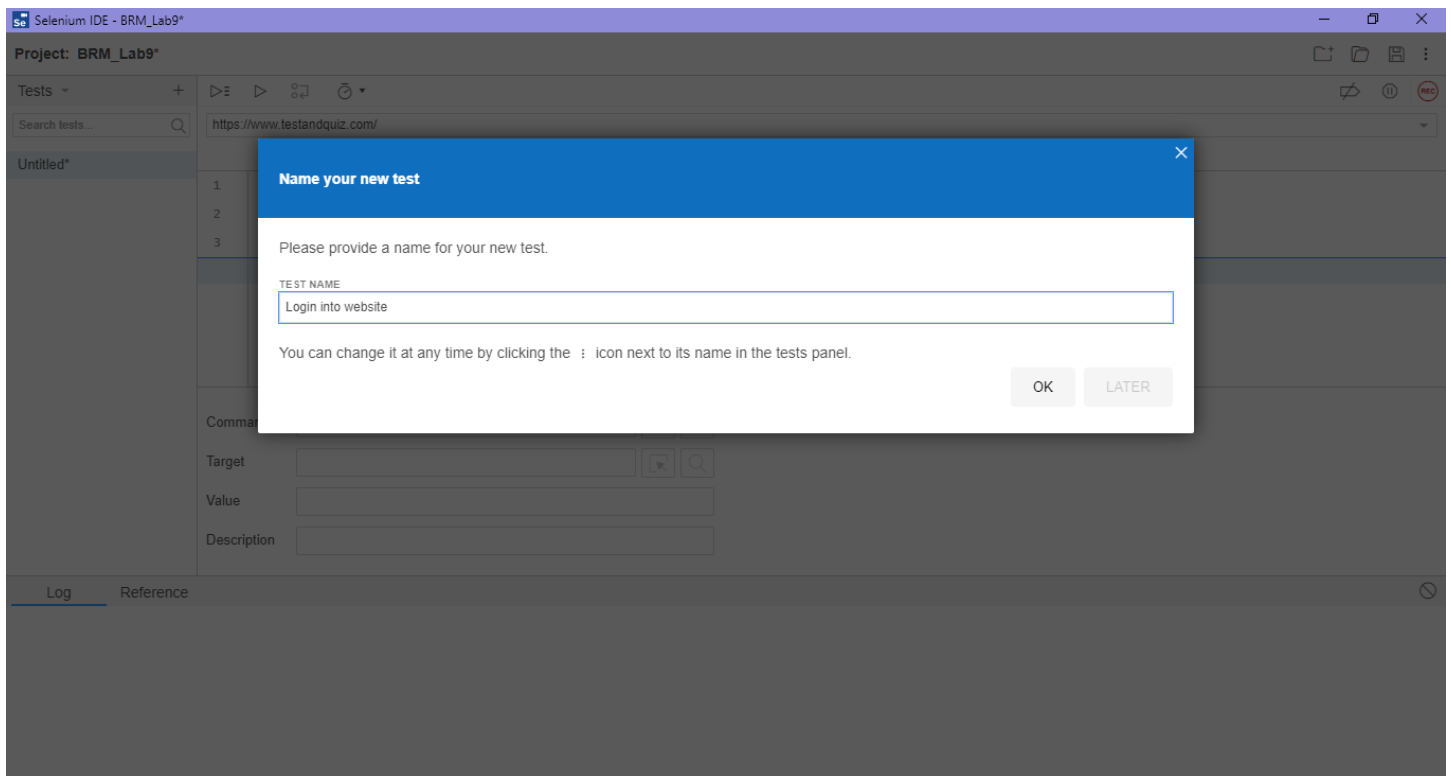 Selenium IDE - BRM_Lab9*
Project: BRM_Lab9*
Tests
Search tests...
https://www.testandquiz.com/
Untitled*
1
2
3
Name your new test
Please provide a name for your new test.
TEST NAME
Login into website
You can change it at any time by clicking the ⋮ icon next to its name in the tests panel.
OK LATER
Target
Value
Description
Log Reference
REC